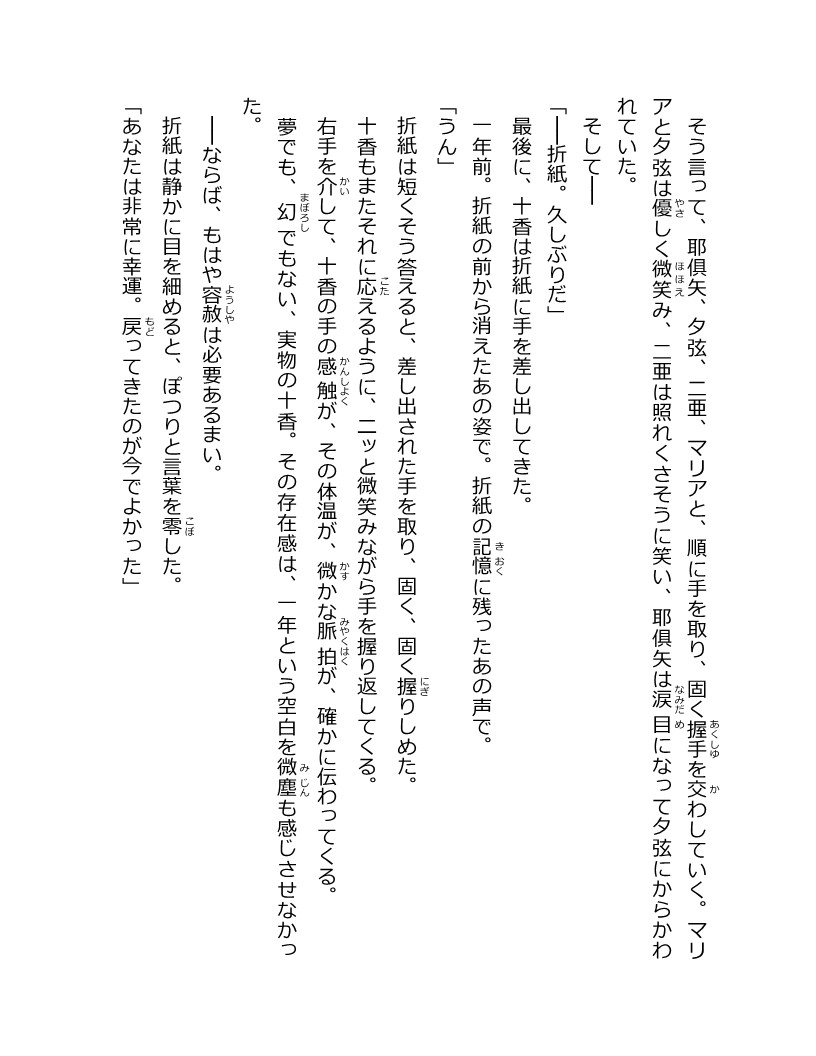 そう言って、耶倶矢、夕弦、二亜、マリアと、順に手を取り、固く握手を交わしていく。マリ
アと夕弦は優しく微笑み、二亜は照れくさそうに笑い、耶倶矢は涙目になって夕弦にからかわ
れていた。
そして――
「――折紙。久しぶりだ」
最後に、十香は折紙に手を差し出してきた。
一年前。折紙の前から消えたあの姿で。折紙の記憶に残ったあの声で。
「うん」
折紙は短くそう答えると、差し出された手を取り、固く、固く握りしめた。
十香もまたそれに応えるように、ニッと微笑みながら手を握り返してくる。
右手を介して、十香の手の感触が、その体温が、微かな脈拍が、確かに伝わってくる。
夢でも、幻でもない、実物の十香。その存在感は、一年という空白を微塵も感じさせなかっ
た。
――ならば、もはや容赦は必要あるまい。
折紙は静かに目を細めると、ぽつりと言葉を零した。
「あなたは非常に幸運。戻ってきたのが今でよかった」